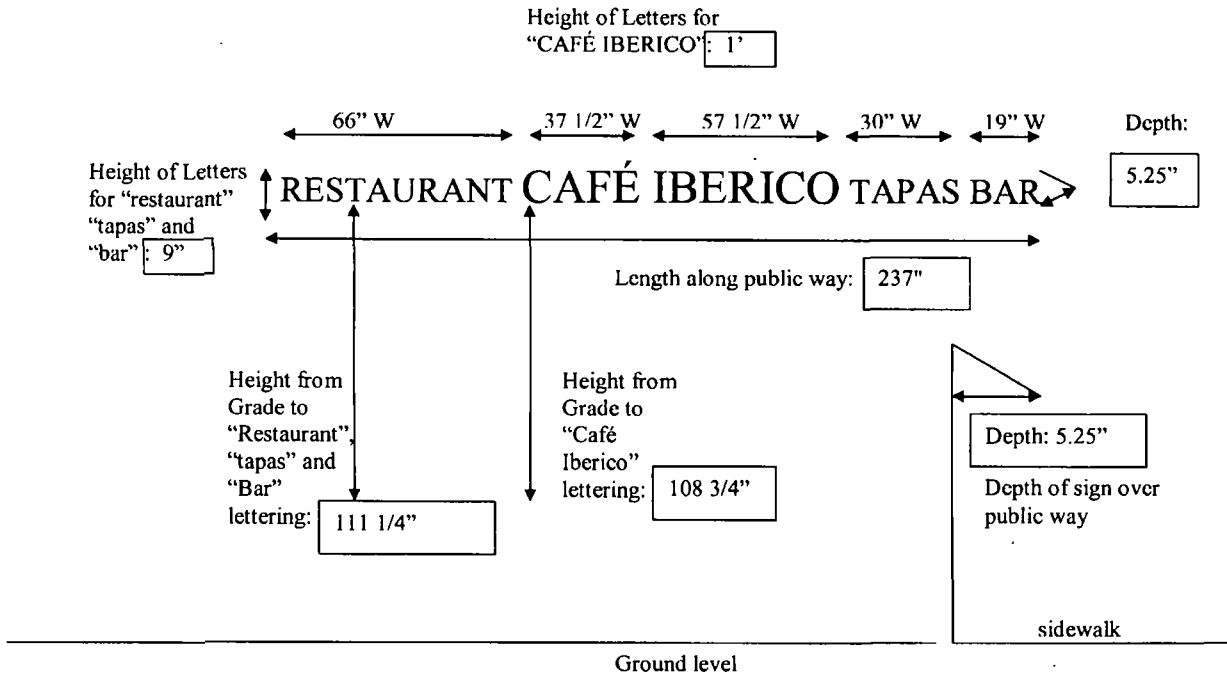 Height of Letters for
“CAFÉ IBERICO”: 1’
66” W
37 1/2” W
57 1/2” W
30” W
19” W
Depth:
5.25”
Height of Letters
for “restaurant”
“tapas” and
“bar” : 9”
RESTAURANT CAFÉ IBERICO TAPAS BAR
Length along public way: 237"
Height from
Grade to
“Restaurant”,
“tapas” and
“Bar”
lettering: 111 1/4”
Height from
Grade to
“Café
Iberico”
lettering: 108 3/4”
Depth: 5.25”
Depth of sign over
public way
sidewalk
Ground level